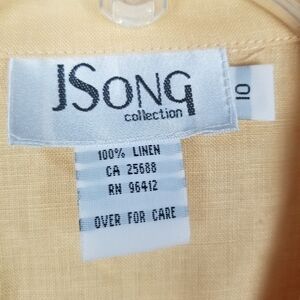 JSong
collection
10
100% LINEN
CA 25688
RN 96412
OVER FOR CARE